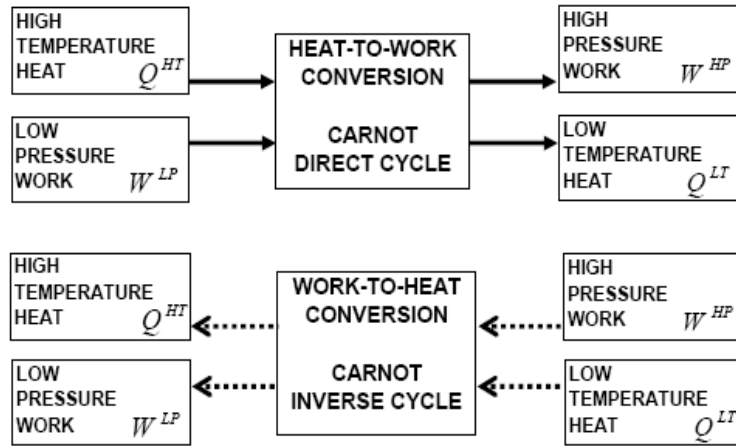 HIGH
TEMPERATURE
HEAT Q^HT
LOW
PRESSURE
WORK W^LP
HEAT-TO-WORK
CONVERSION
CARNOT
DIRECT CYCLE
HIGH
PRESSURE
WORK W^HP
LOW
TEMPERATURE
HEAT Q^LT
HIGH
TEMPERATURE
HEAT Q^HT
LOW
PRESSURE
WORK W^LP
WORK-TO-HEAT
CONVERSION
CARNOT
INVERSE CYCLE
HIGH
PRESSURE
WORK W^HP
LOW
TEMPERATURE
HEAT Q^LT